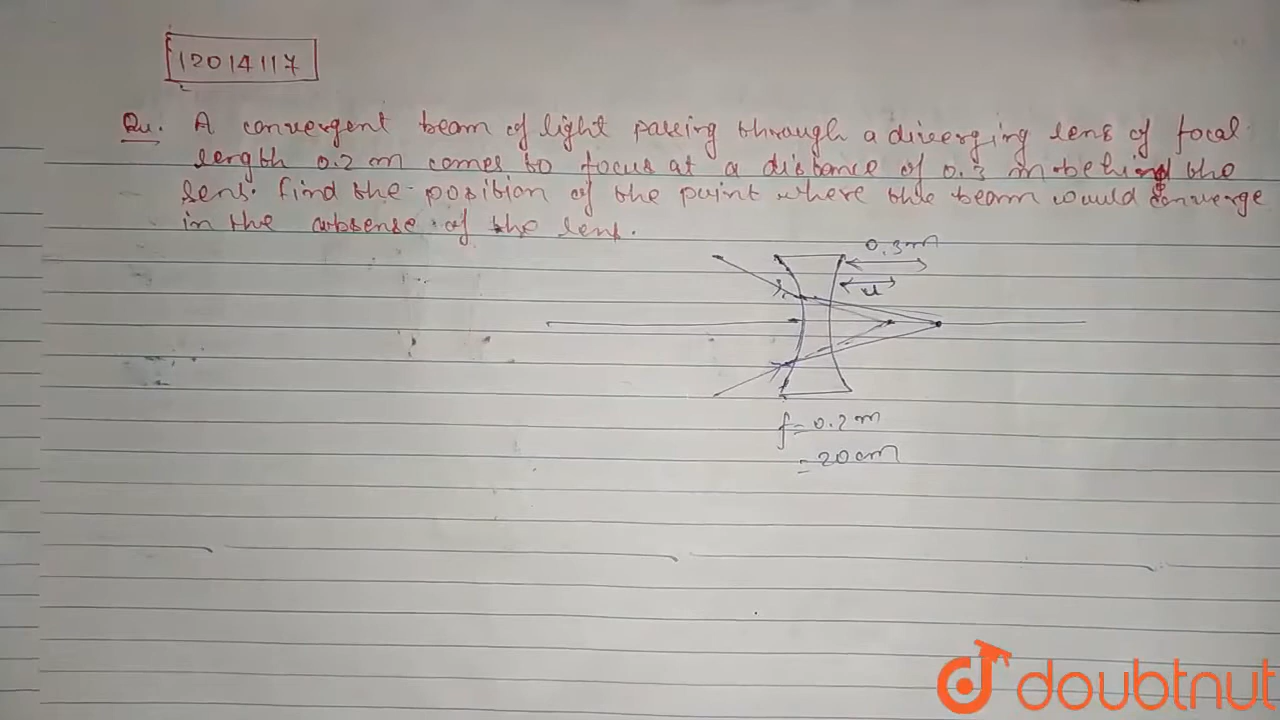 12014117
Qu. A convergent beam of light passing through a diverging lens of focal
length 0.2 m comes to focus at a distance of 0.3 m behind the
lens. find the position of the point where the beam would converge
in the absense of the lens.
0.3m
u
f = 0.2 m
= 20 cm
doubtnut